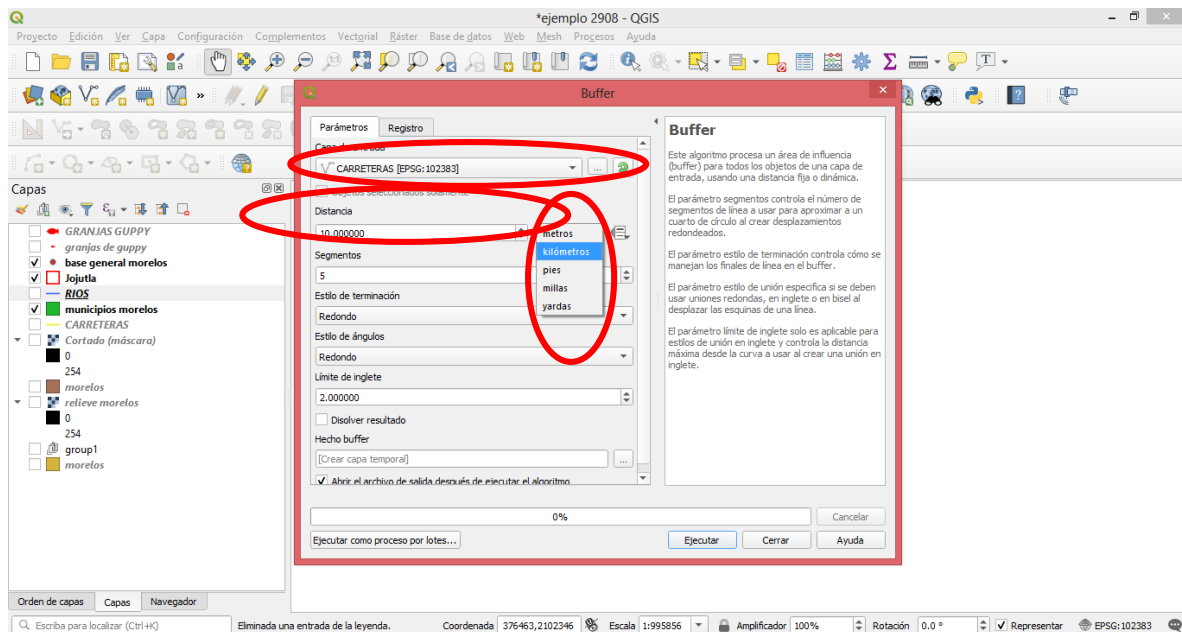 *ejemplo 2908 - QGIS
Proyecto Edición Ver Capa Configuración Complementos Vectorial Ráster Base de datos Web Mesh Procesos Ayuda
Buffer
Capas
GRANJAS GUPPY
granjas de guppy
base general morelos
Jojutla
RIOS
municipios morelos
CARRETERAS
Cortado (máscara)
0
254
morelos
relieve morelos
0
254
group1
morelos
Orden de capas Capas Navegador
Parámetros Registro
Capa de entrada
CARRETERAS [EPSG:102383]
...
Objetos seleccionados solamente
Distancia
10.000000
metros
kilómetros
pies
millas
yardas
Segmentos
5
Estilo de terminación
Redondo
Estilo de ángulos
Redondo
Límite de inglete
2.000000
Disolver resultado
Hecho buffer
[Crear capa temporal]
...
Abrir el archivo de salida después de ejecutar el algoritmo
Buffer
Este algoritmo procesa un área de influencia
(buffer) para todos los objetos de una capa de
entrada, usando una distancia fija o dinámica.
El parámetro segmentos controla el número de
segmentos de línea a usar para aproximar a un
cuarto de círculo al crear desplazamientos
redondeados.
El parámetro estilo de terminación controla cómo se
manejan los finales de línea en el buffer.
El parámetro estilo de unión especifica si se deben
usar uniones redondas, en inglete o en bisel al
desplazar las esquinas de una línea.
El parámetro límite de inglete solo es aplicable para
estilos de unión en inglete y controla la distancia
máxima desde la curva a usar al crear una unión en
inglete.
0%
Cancelar
Ejecutar como proceso por lotes...
Ejecutar Cerrar Ayuda
Escriba para localizar (Ctrl+K) Eliminada una entrada de la leyenda. Coordenada 376463,2102346 Escala 1:995856 Amplificador 100% Rotación 0.0 ° Representar EPSG:102383